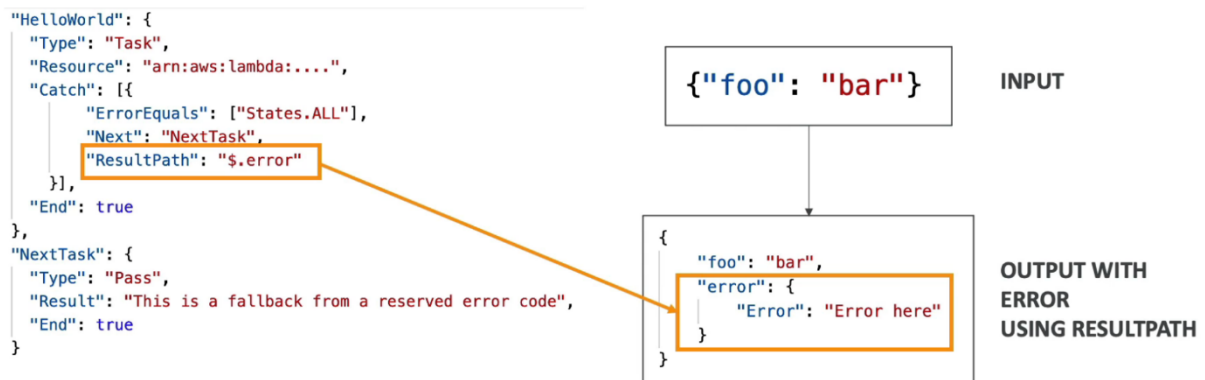 "HelloWorld": {
"Type": "Task",
"Resource": "arn:aws:lambda:....",
"Catch": [{
"ErrorEquals": ["States.ALL"],
"Next": "NextTask",
"ResultPath": "$.error"
}],
"End": true
},
"NextTask": {
"Type": "Pass",
"Result": "This is a fallback from a reserved error code",
"End": true
}
{"foo": "bar"}
INPUT
{
"foo": "bar",
"error": {
"Error": "Error here"
}
}
OUTPUT WITH
ERROR
USING RESULTPATH